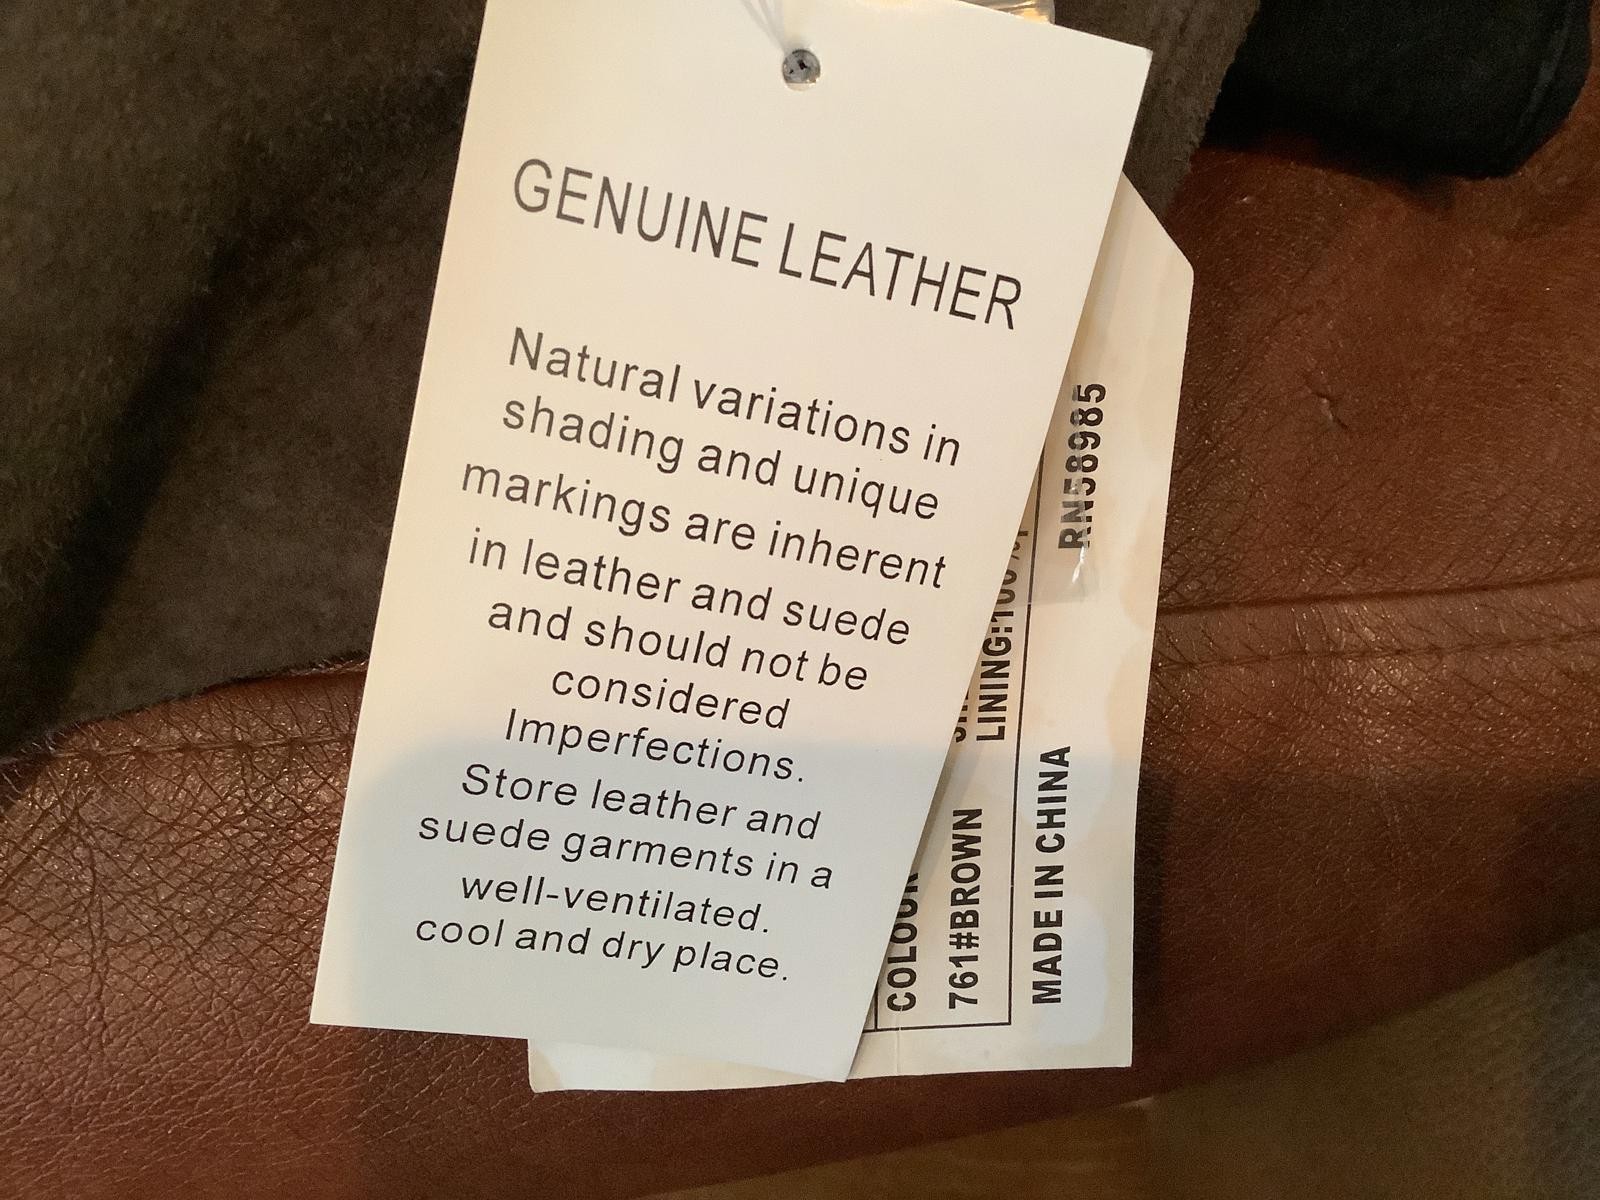 GENUINE LEATHER
Natural variations in
shading and unique
markings are inherent
in leather and suede
and should not be
considered
Imperfections.
Store leather and
suede garments in a
well-ventilated.
cool and dry place.
COLOUR
761#BROWN
LINING:100%
MADE IN CHINA
RN58985